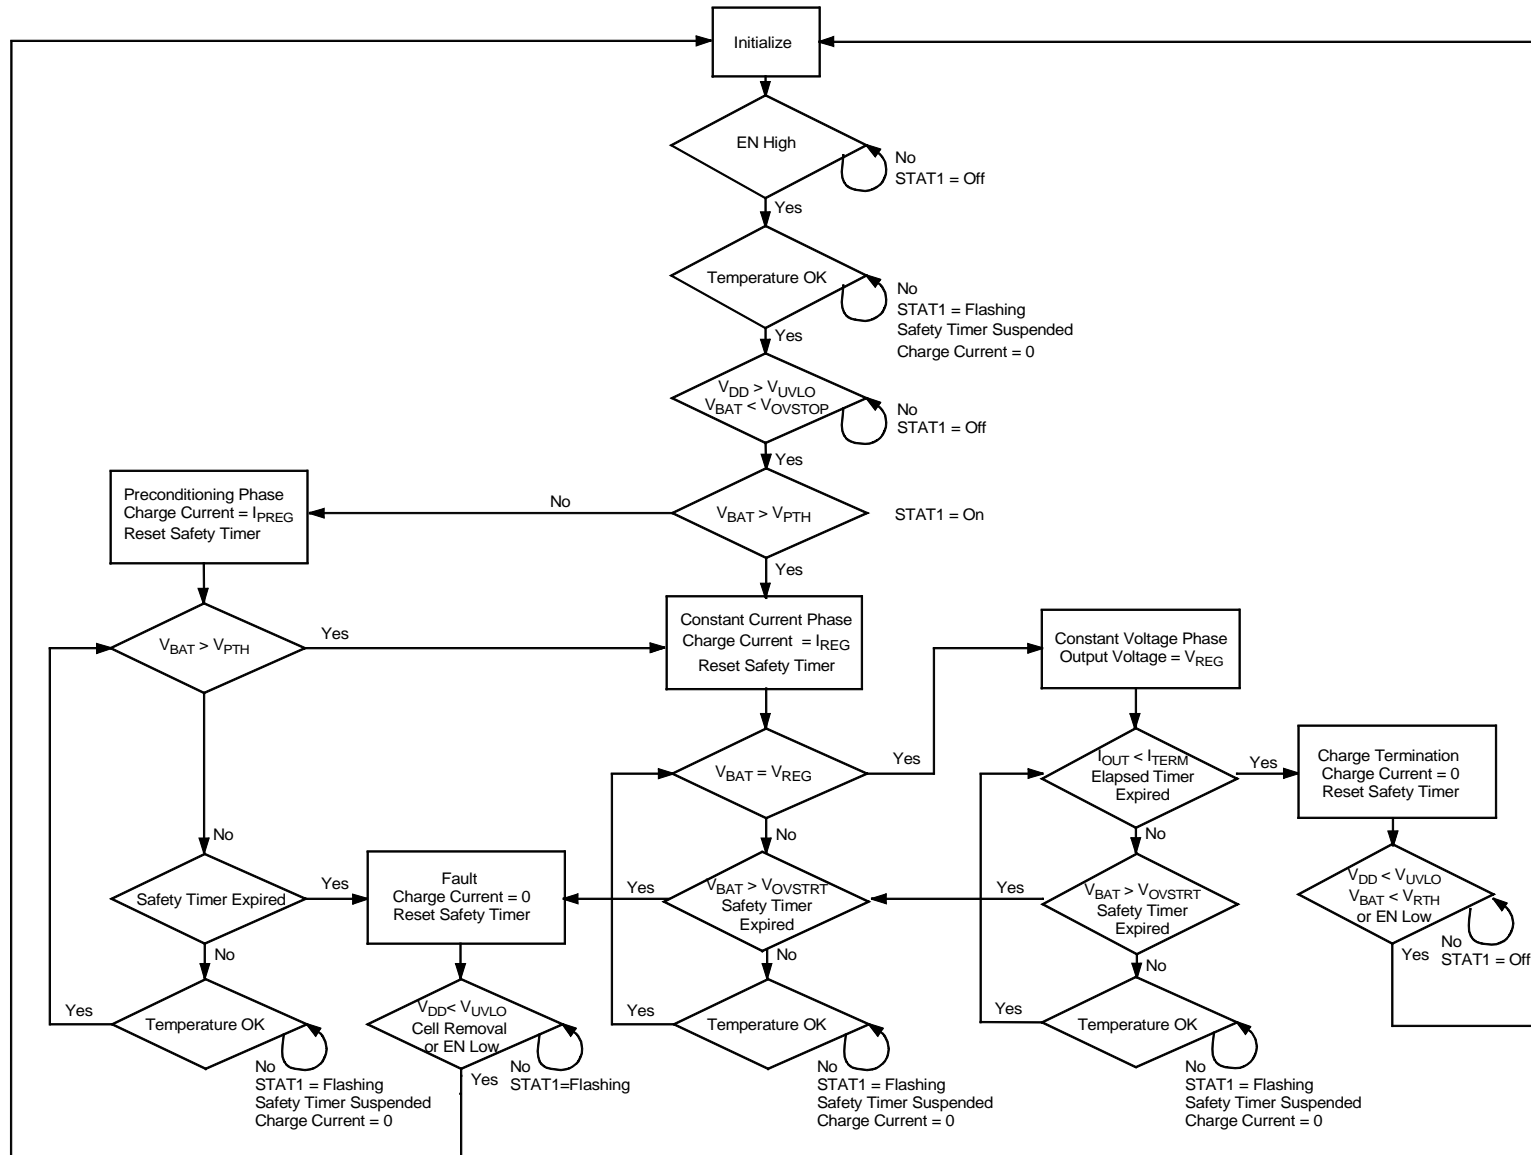 Initialize
EN High
No
STAT1 = Off
Yes
Temperature OK
No
STAT1 = Flashing
Safety Timer Suspended
Charge Current = 0
Yes
VDD > VUVLO
VBAT < VOVSTOP
No
STAT1 = Off
Yes
Preconditioning Phase
Charge Current = IPREG
Reset Safety Timer
No
VBAT > VPTH
STAT1 = On
Yes
VBAT > VPTH
Yes
Constant Current Phase
Charge Current = IREG
Reset Safety Timer
Constant Voltage Phase
Output Voltage = VREG
VBAT = VREG
Yes
IOUT < ITERM
Elapsed Timer
Expired
Yes
Charge Termination
Charge Current = 0
Reset Safety Timer
No
No
No
Safety Timer Expired
Yes
Fault
Charge Current = 0
Reset Safety Timer
Yes
VBAT > VOVSTRT
Safety Timer
Expired
Yes
VBAT > VOVSTRT
Safety Timer
Expired
VDD < VUVLO
VBAT < VRTH
or EN Low
No
STAT1 = Off
Yes
No
No
No
Yes
Temperature OK
No
STAT1 = Flashing
Safety Timer Suspended
Charge Current = 0
VDD< VUVLO
Cell Removal
or EN Low
No
STAT1=Flashing
Yes
Yes
Temperature OK
No
STAT1 = Flashing
Safety Timer Suspended
Charge Current = 0
Yes
Temperature OK
No
STAT1 = Flashing
Safety Timer Suspended
Charge Current = 0